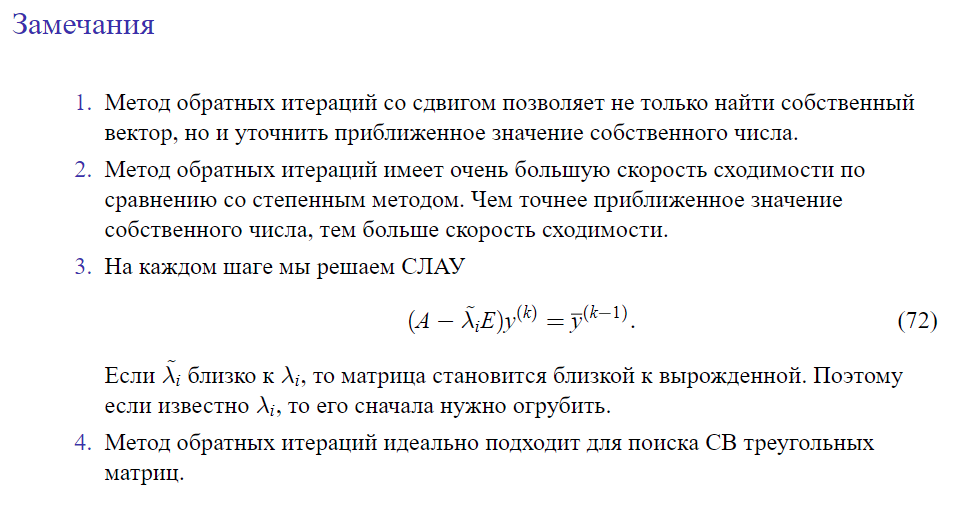 Замечания
1. Метод обратных итераций со сдвигом позволяет не только найти собственный
вектор, но и уточнить приближенное значение собственного числа.
2. Метод обратных итераций имеет очень большую скорость сходимости по
сравнению со степенным методом. Чем точнее приближенное значение
собственного числа, тем больше скорость сходимости.
3. На каждом шаге мы решаем СЛАУ
(A − λ̃ᵢE)y⁽ᵏ⁾ = y̅⁽ᵏ⁻¹⁾. (72)
Если λ̃ᵢ близко к λᵢ, то матрица становится близкой к вырожденной. Поэтому
если известно λᵢ, то его сначала нужно огрубить.
4. Метод обратных итераций идеально подходит для поиска СВ треугольных
матриц.